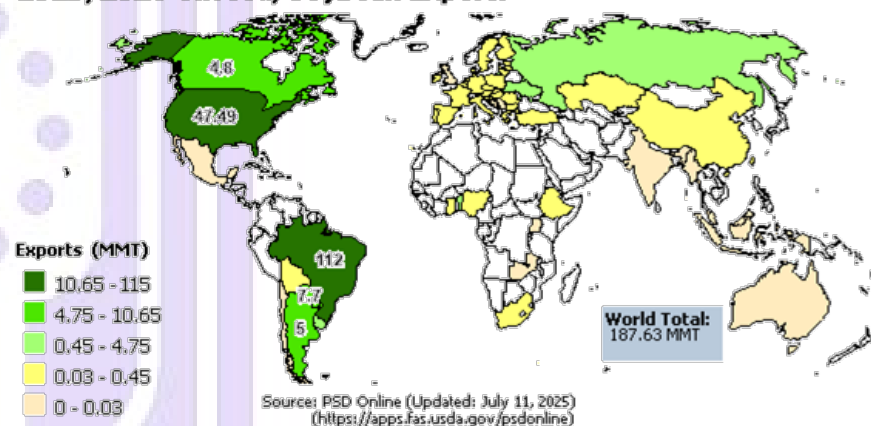 4.8
47.49
112
7.7
5
Exports (MMT)
10.65 - 115
4.75 - 10.65
0.45 - 4.75
0.03 - 0.45
0 - 0.03
World Total:
187.63 MMT
Source: PSD Online (Updated: July 11, 2025)
(https://apps.fas.usda.gov/psdonline)